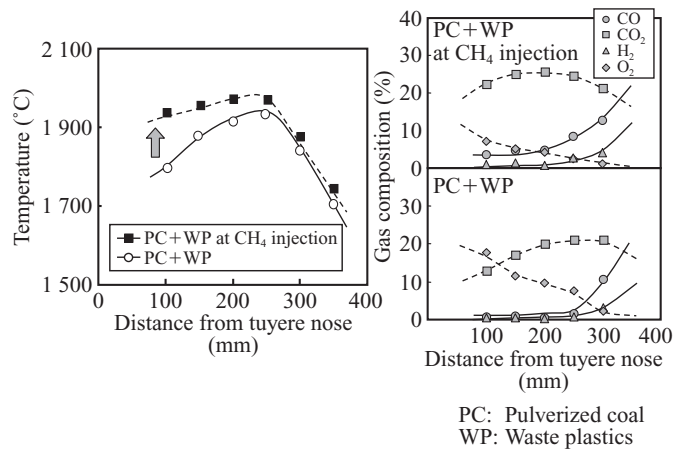 Temperature (°C)
2 100
1 900
1 700
1 500
PC+WP at CH4 injection
PC+WP
0
100
200
300
400
Distance from tuyere nose
(mm)
Gas composition (%)
40
30
20
10
0
PC+WP
at CH4 injection
CO
CO2
H2
O2
PC+WP
30
20
10
0
0
100
200
300
400
Distance from tuyere nose
(mm)
PC: Pulverized coal
WP: Waste plastics